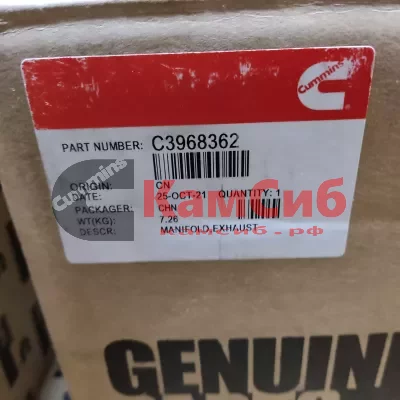 Cummins
PART NUMBER: C3968362
ORIGIN: CN
DATE: 25-OCT-21 QUANTITY: 1
PACKAGER: CHN
WT(KG): 7.26
DESCR: MANIFOLD,EXHAUST
Cummins
КамСиб
камсиб.рф
GENUIN